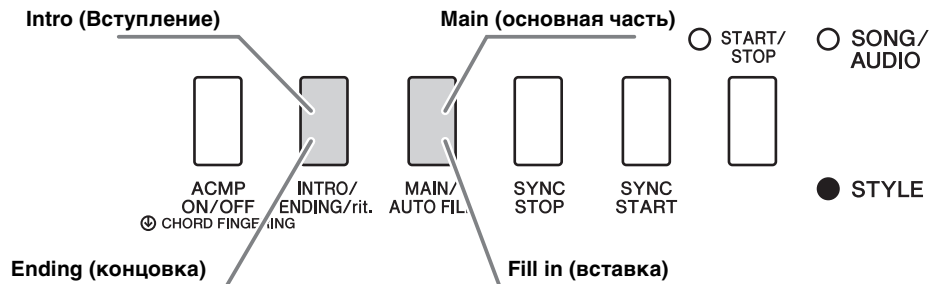 Intro (Вступление)
Main (основная часть)
START/
STOP
SONG/
AUDIO
ACMP
ON/OFF
CHORD FINGERING
INTRO/
ENDING/rit.
MAIN/
AUTO FILL
SYNC
STOP
SYNC
START
STYLE
Ending (концовка)
Fill in (вставка)